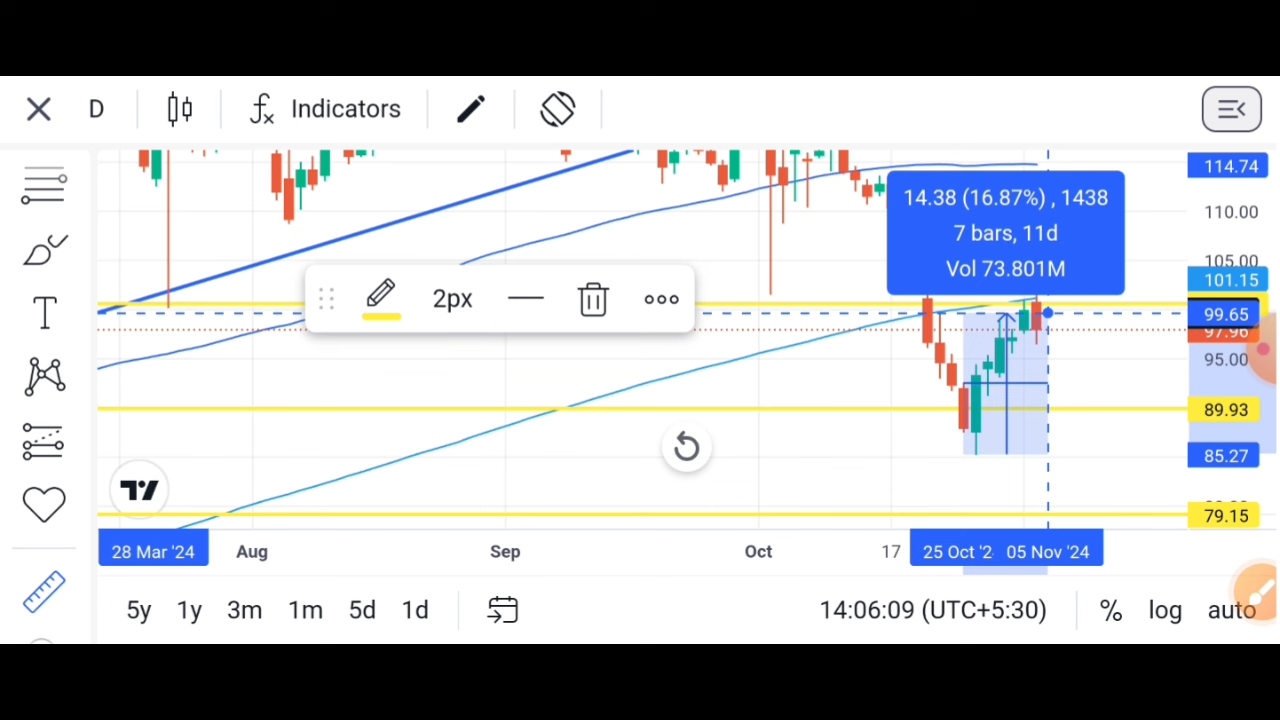 D Indicators
114.74
14.38 (16.87%) , 1438
110.00
7 bars, 11d
105.00
Vol 73.801M
101.15
2px
99.65
97.96
95.00
89.93
85.27
79.15
28 Mar '24 Aug Sep Oct 17 25 Oct '2 05 Nov '24
5y 1y 3m 1m 5d 1d 14:06:09 (UTC+5:30) % log auto